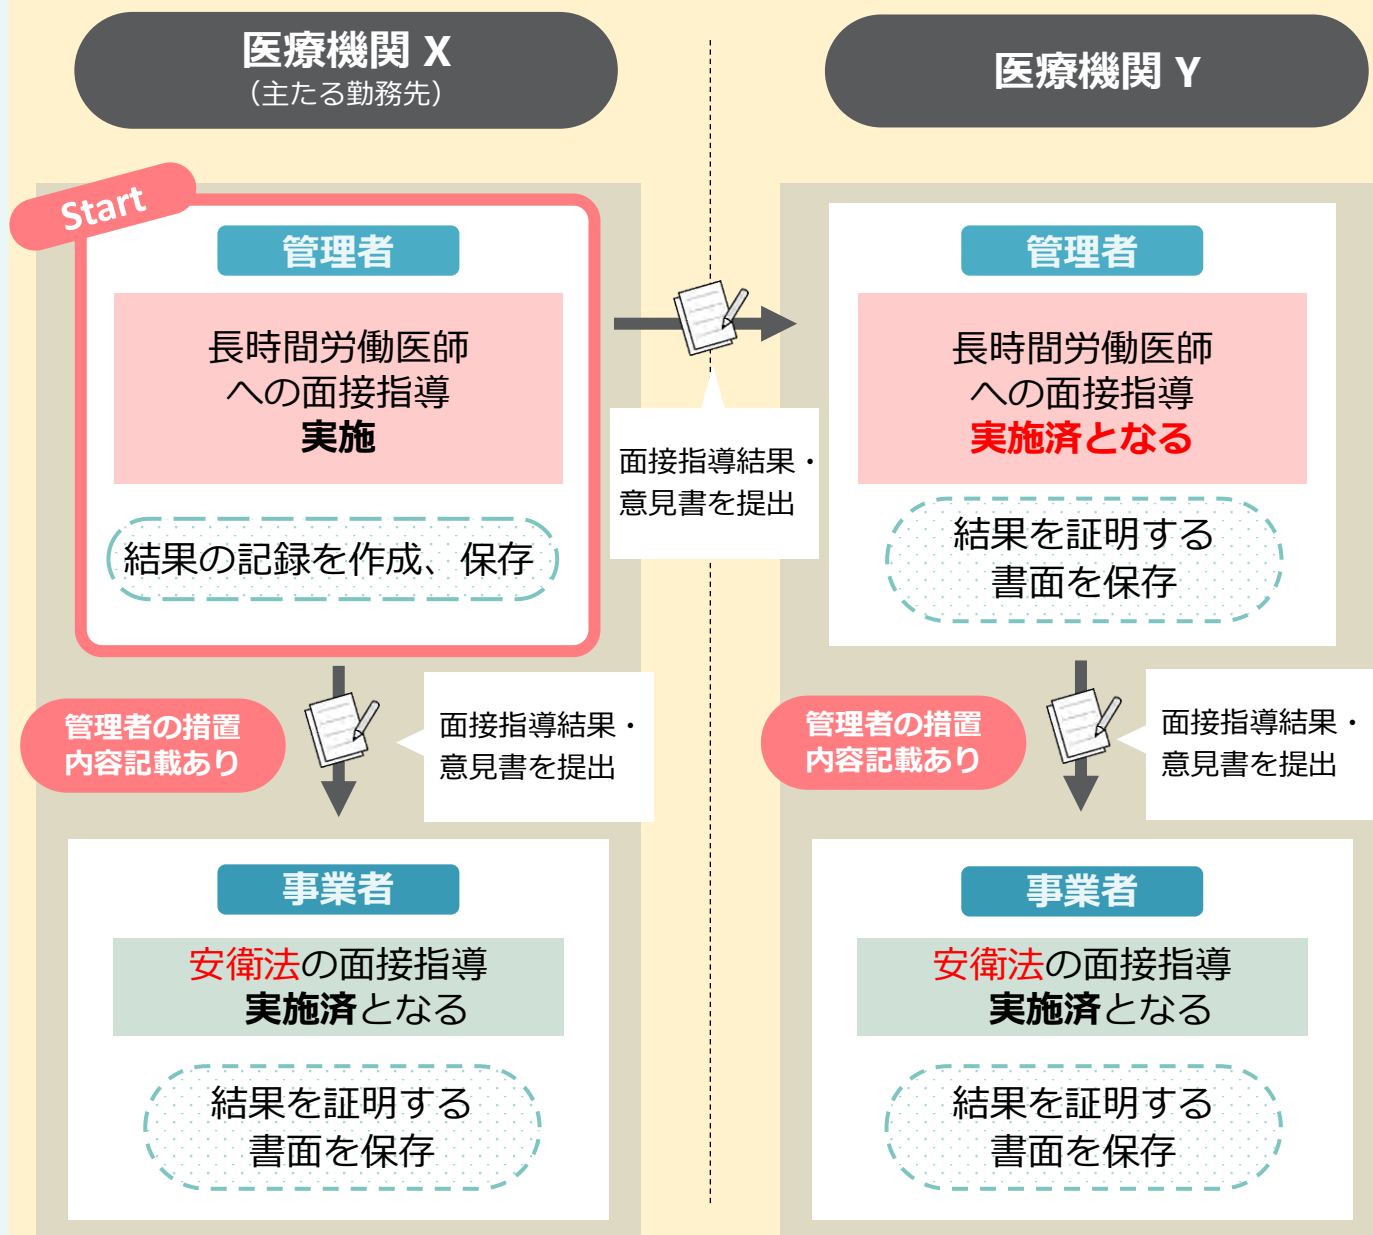 医療機関 X
（主たる勤務先）
医療機関 Y
Start
管理者
長時間労働医師
への面接指導
実施
結果の記録を作成、保存
面接指導結果・
意見書を提出
管理者
長時間労働医師
への面接指導
実施済となる
結果を証明する
書面を保存
管理者の措置
内容記載あり
面接指導結果・
意見書を提出
管理者の措置
内容記載あり
面接指導結果・
意見書を提出
事業者
安衛法の面接指導
実施済となる
結果を証明する
書面を保存
事業者
安衛法の面接指導
実施済となる
結果を証明する
書面を保存